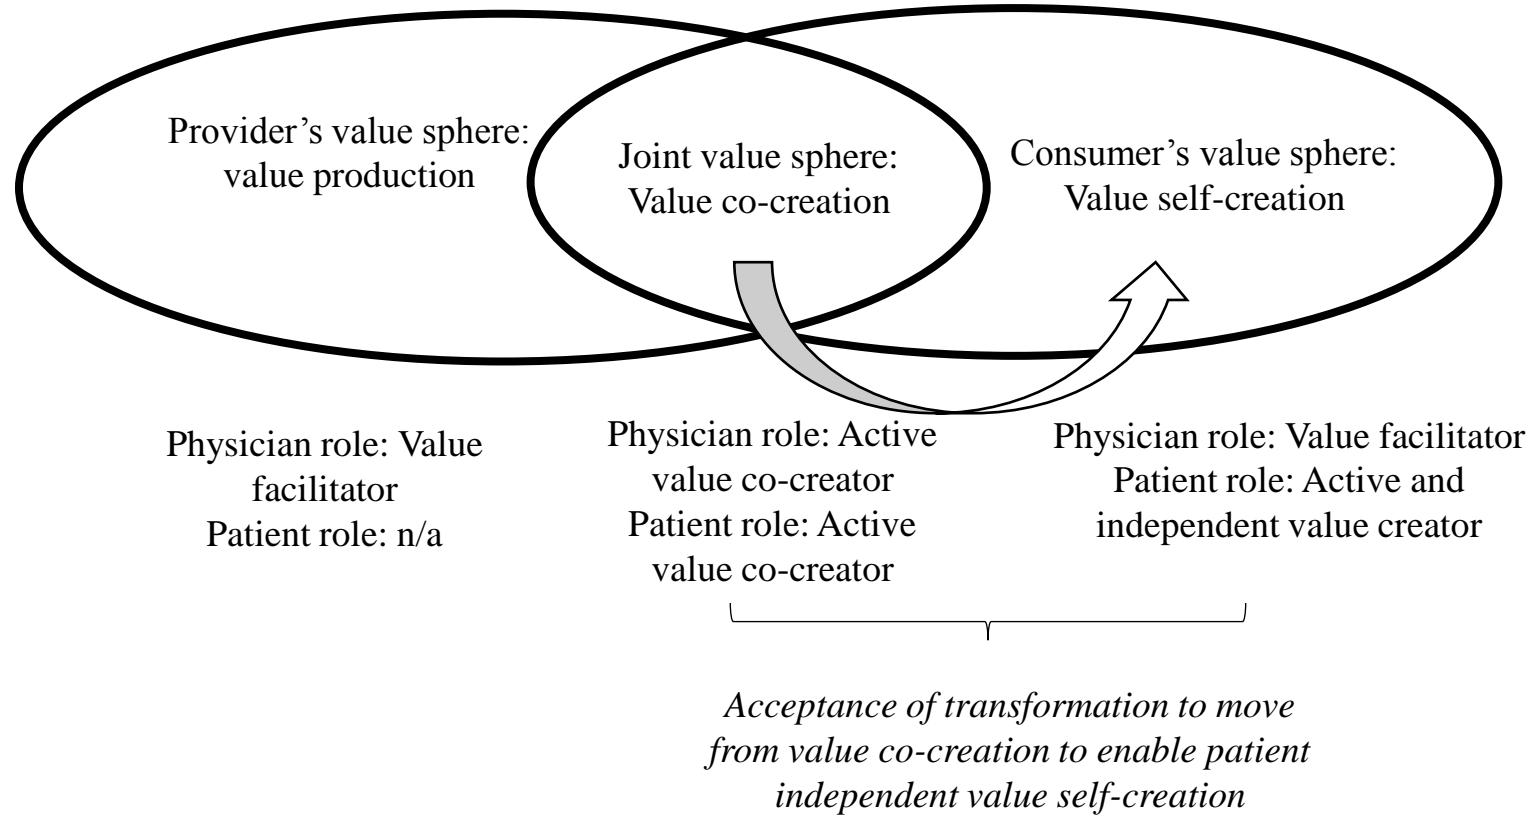 Provider’s value sphere:
value production
Joint value sphere:
Value co-creation
Consumer’s value sphere:
Value self-creation
Physician role: Value
facilitator
Patient role: n/a
Physician role: Active
value co-creator
Patient role: Active
value co-creator
Physician role: Value facilitator
Patient role: Active and
independent value creator
Acceptance of transformation to move
from value co-creation to enable patient
independent value self-creation